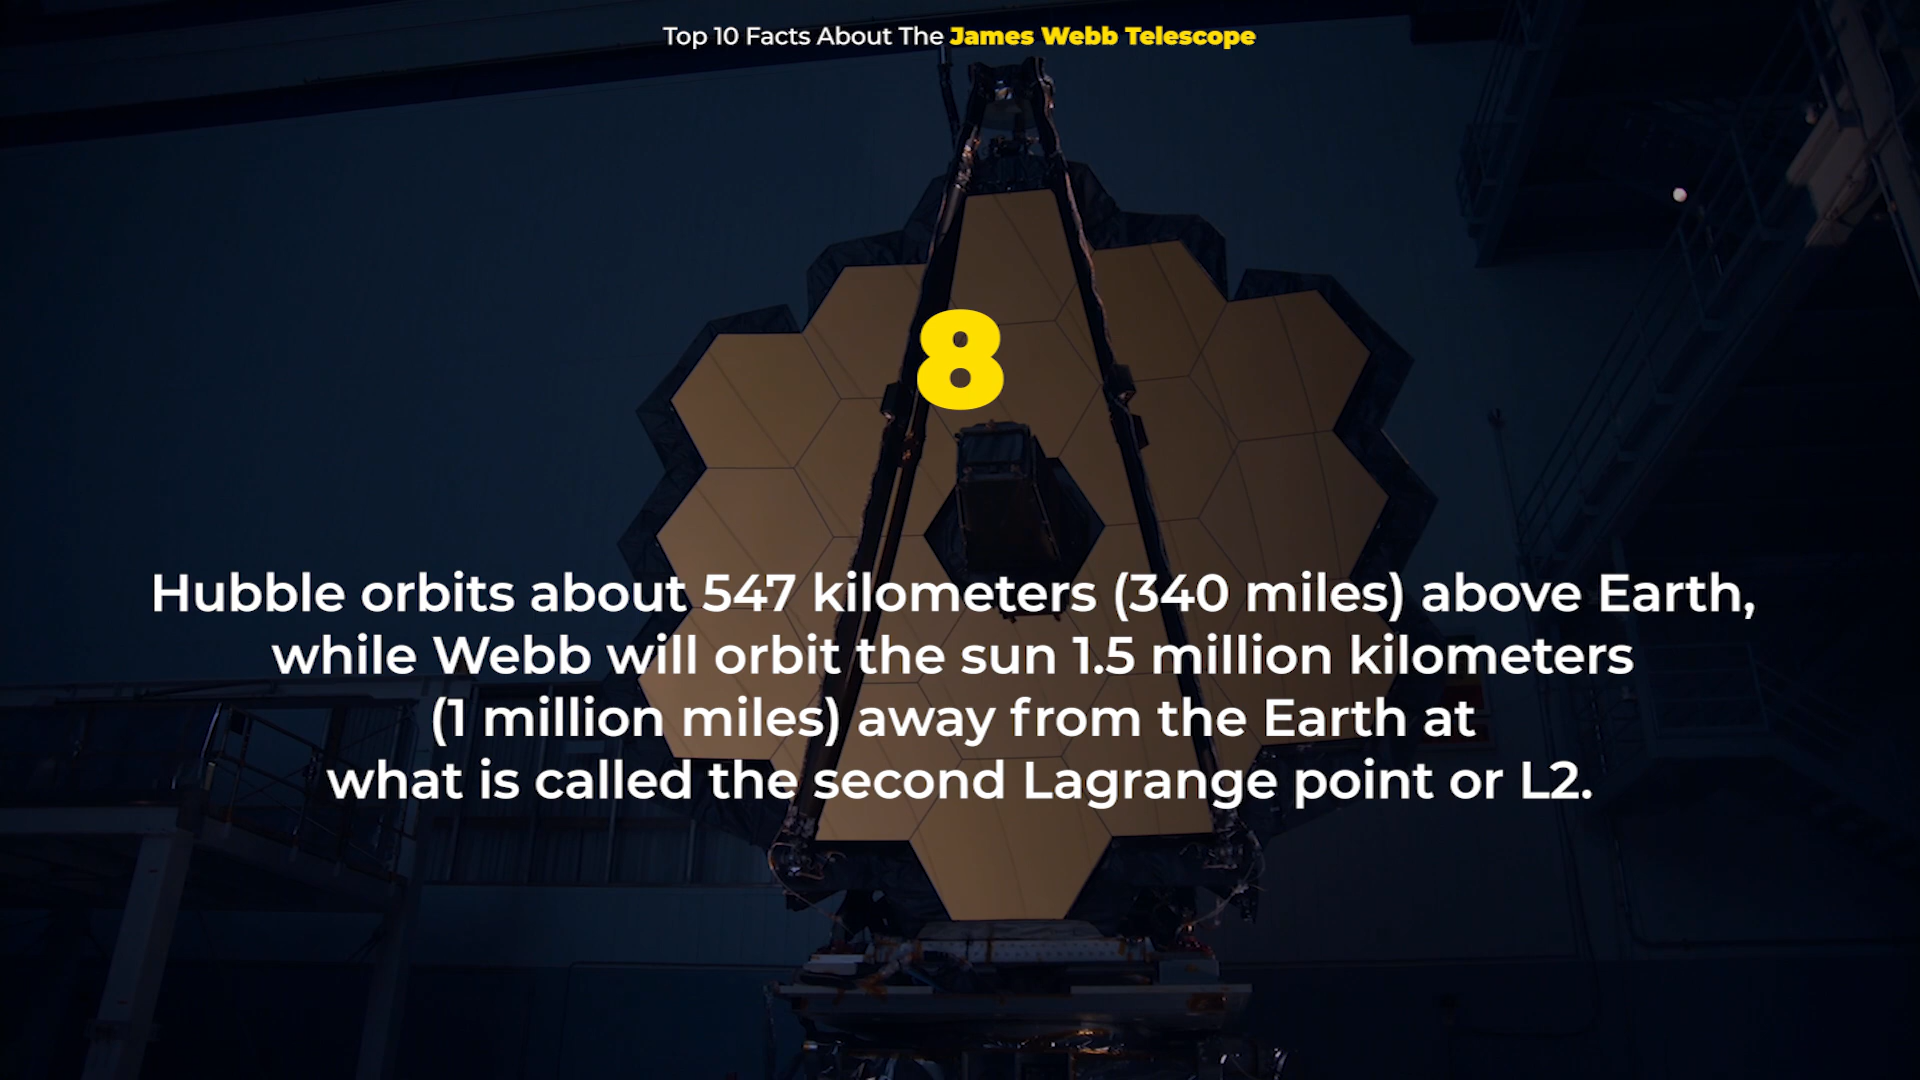 Top 10 Facts About The James Webb Telescope
8
Hubble orbits about 547 kilometers (340 miles) above Earth,
while Webb will orbit the sun 1.5 million kilometers
(1 million miles) away from the Earth at
what is called the second Lagrange point or L2.